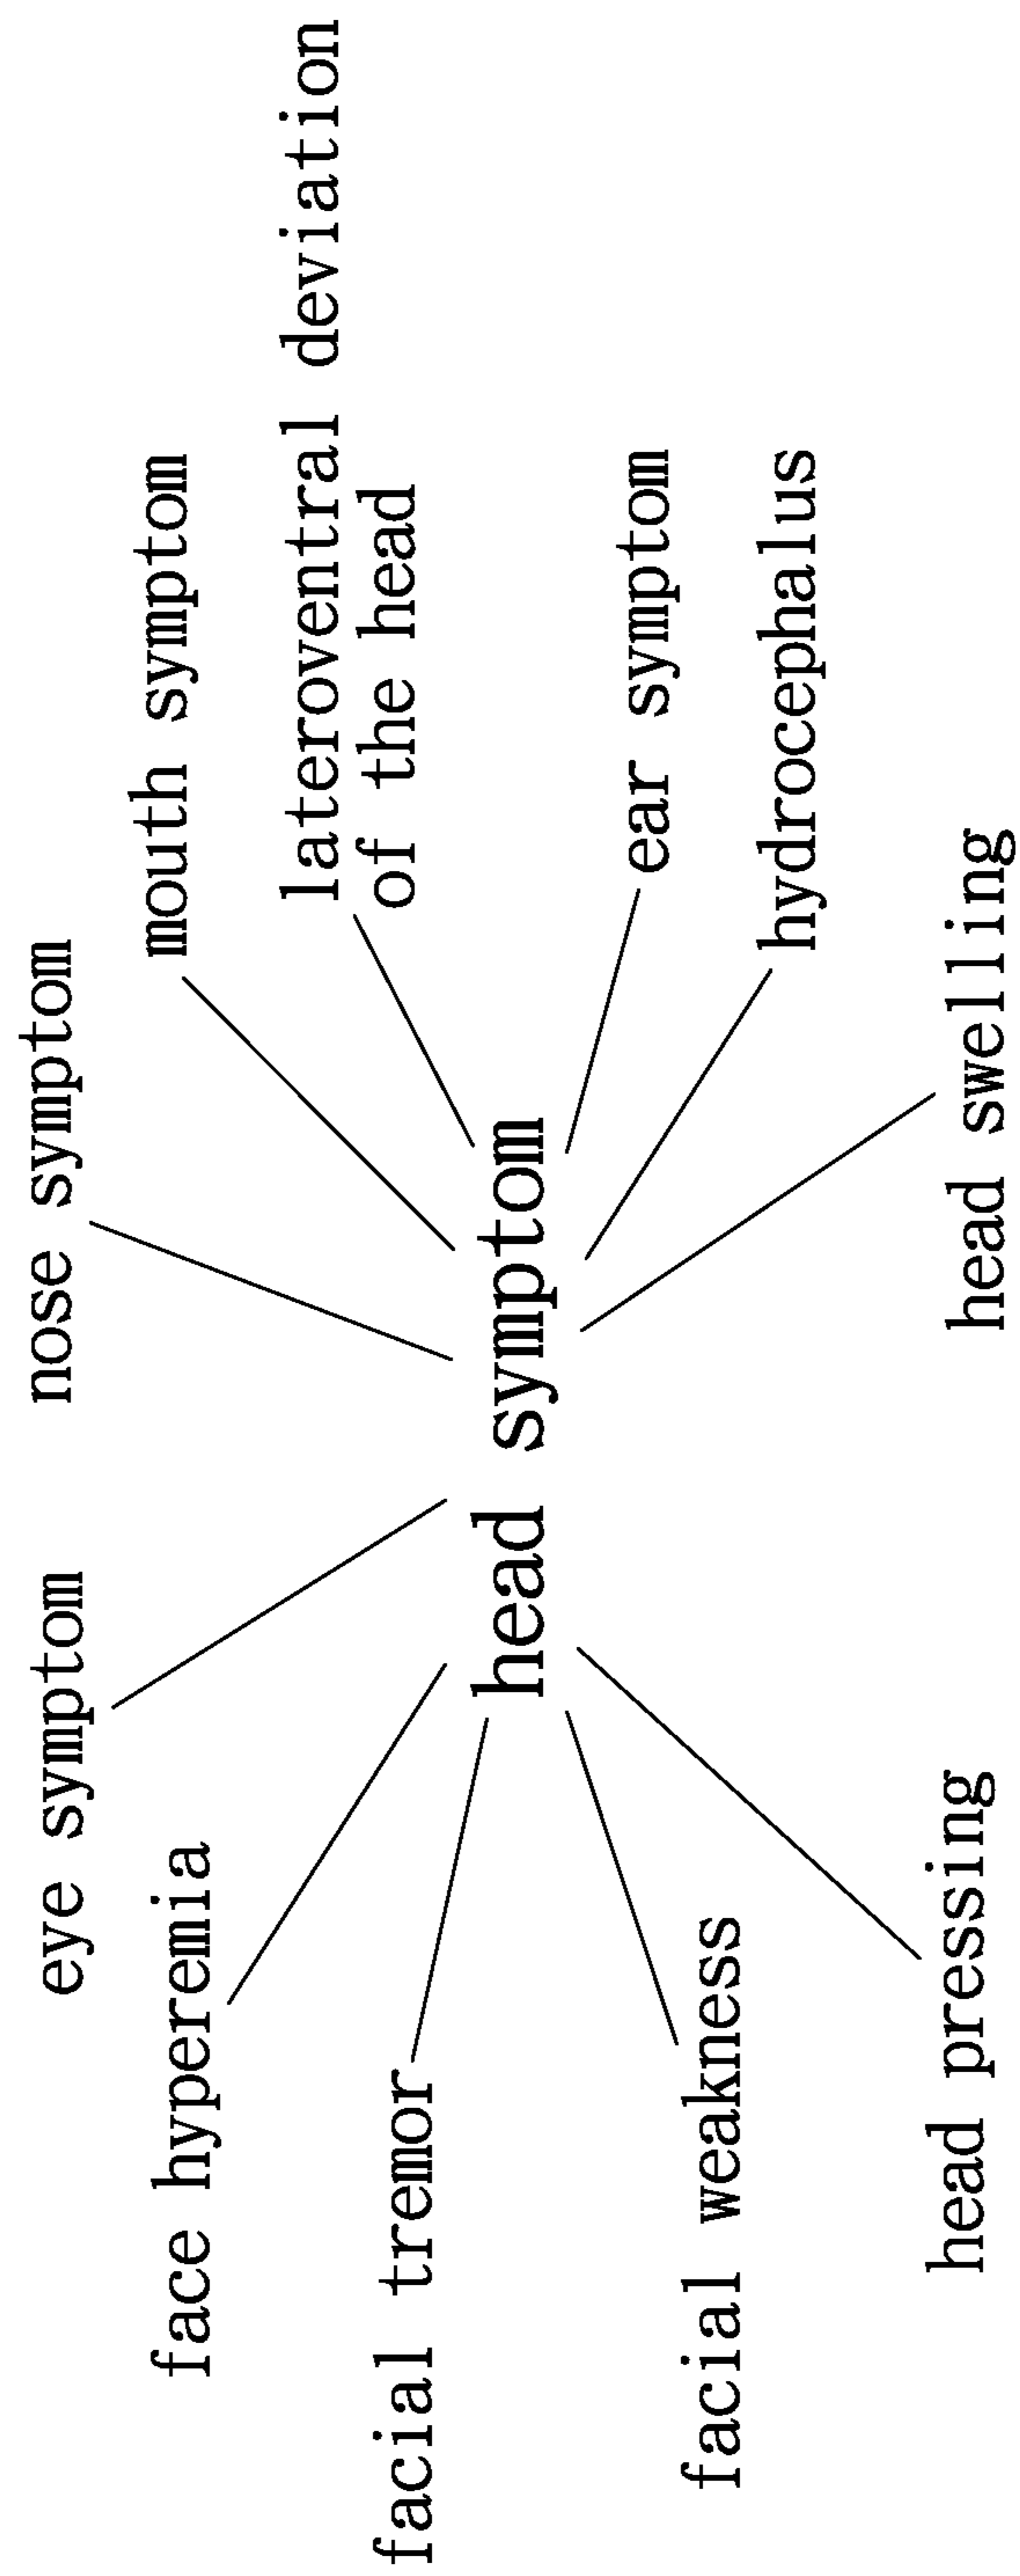 eye symptom
nose symptom
face hyperemia
mouth symptom
lateroventral deviation
of the head
facial tremor
head symptom
ear symptom
facial weakness
hydrocephalus
head pressing
head swelling